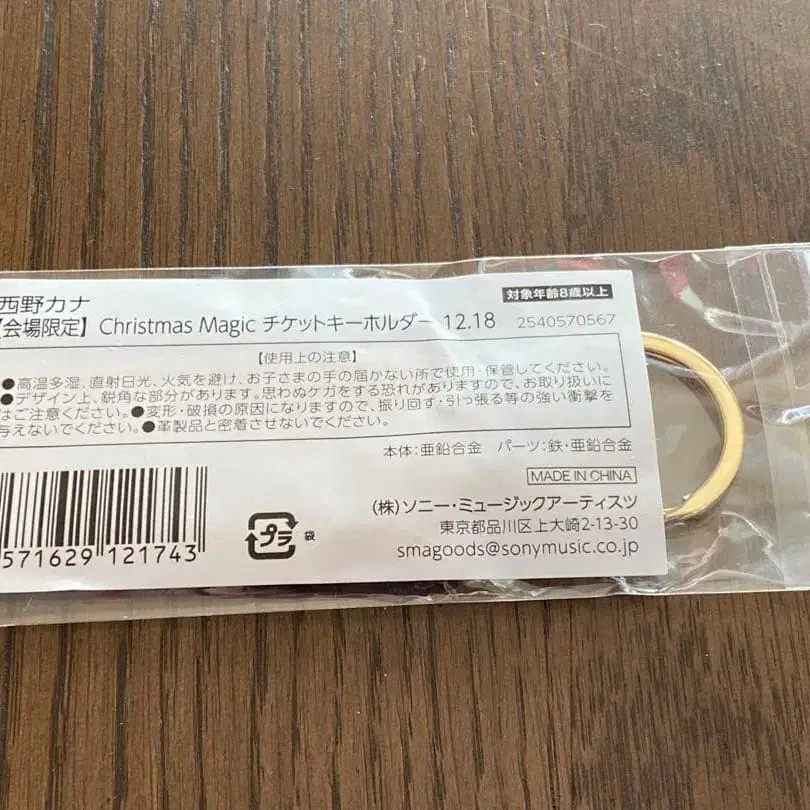 西野カナ
対象年齢8歳以上
【会場限定】 Christmas Magic チケットキーホルダー 12.18 2540570567
【使用上の注意】
●高温多湿、直射日光、火気を避け、お子さまの手の届かない所で使用・保管してください。
●デザイン上、鋭角な部分があります。思わぬケガをする恐れがありますので、お取り扱いに
はご注意ください。●変形・破損の原因になりますので、振り回す・引っ張る等の強い衝撃を
与えないでください。●革製品と密着させないでください。
本体：亜鉛合金 パーツ：鉄・亜鉛合金
MADE IN CHINA
(株)ソニー・ミュージックアーティスツ
東京都品川区上大崎2-13-30
smagoods@sonymusic.co.jp
プラ 袋
571629 121743